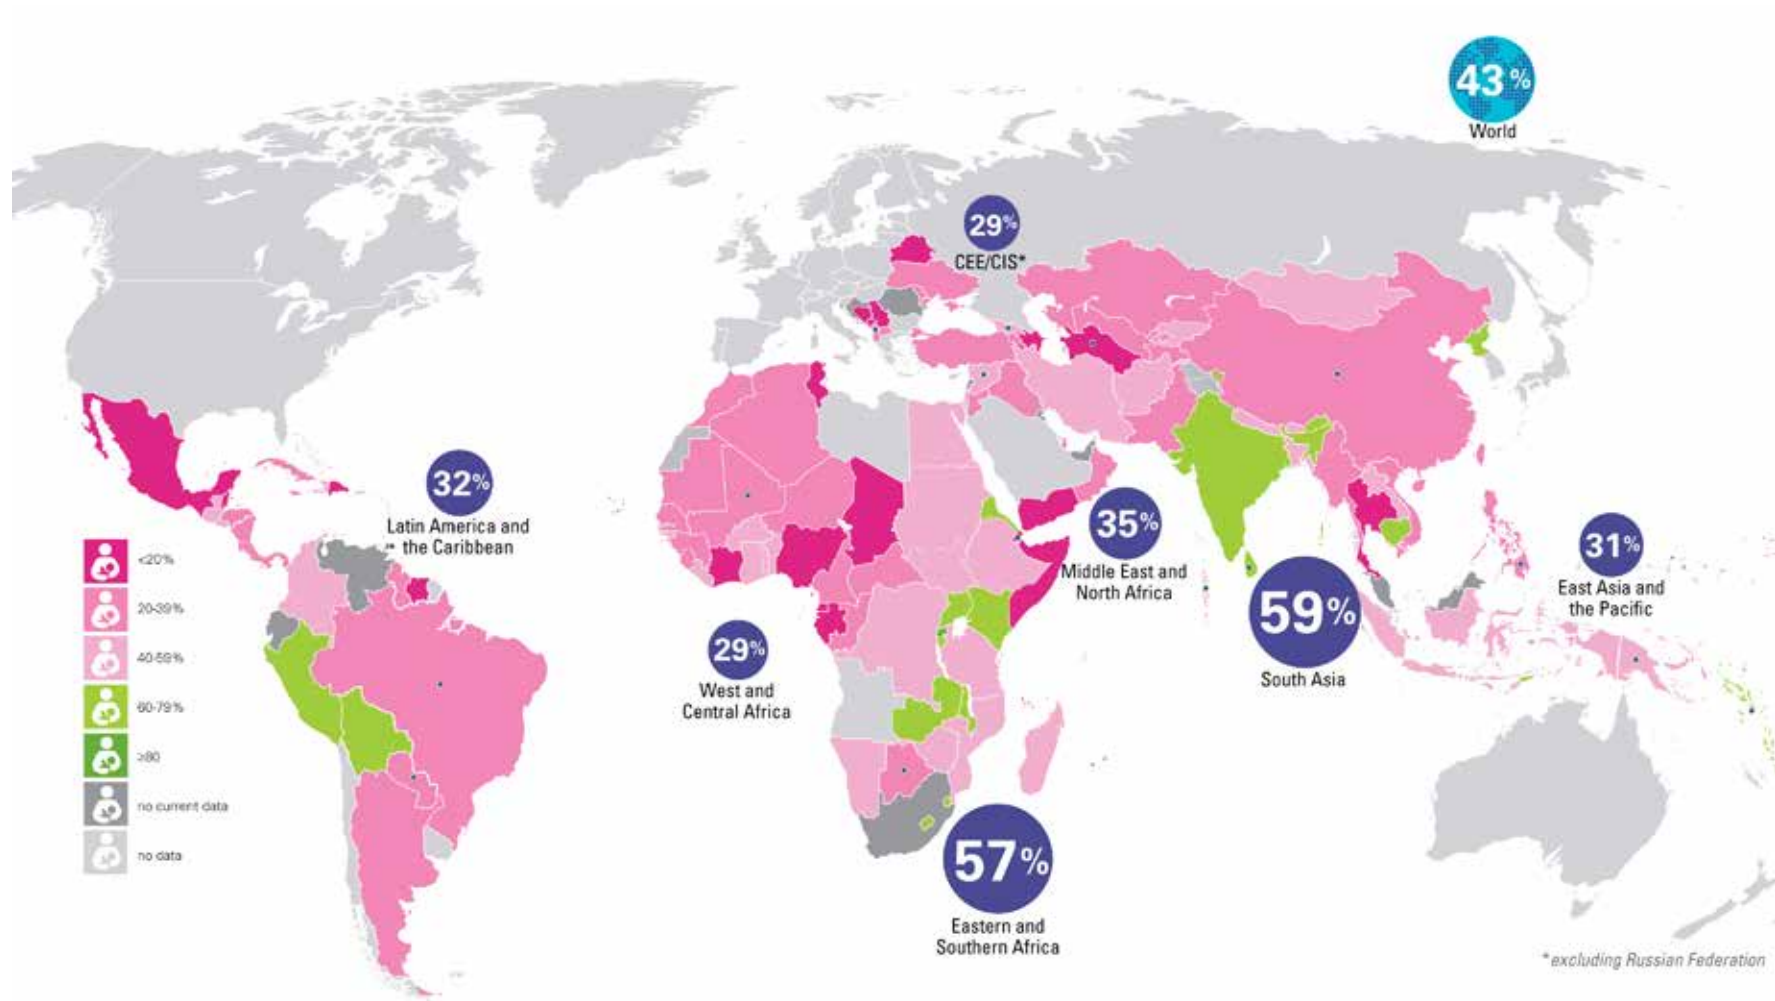 43%
World
29%
CEE/CIS*
32%
Latin America and
the Caribbean
35%
Middle East and
North Africa
31%
East Asia and
the Pacific
59%
South Asia
29%
West and
Central Africa
57%
Eastern and
Southern Africa
<20%
20-39%
40-59%
60-79%
≥80
no current data
no data
*excluding Russian Federation